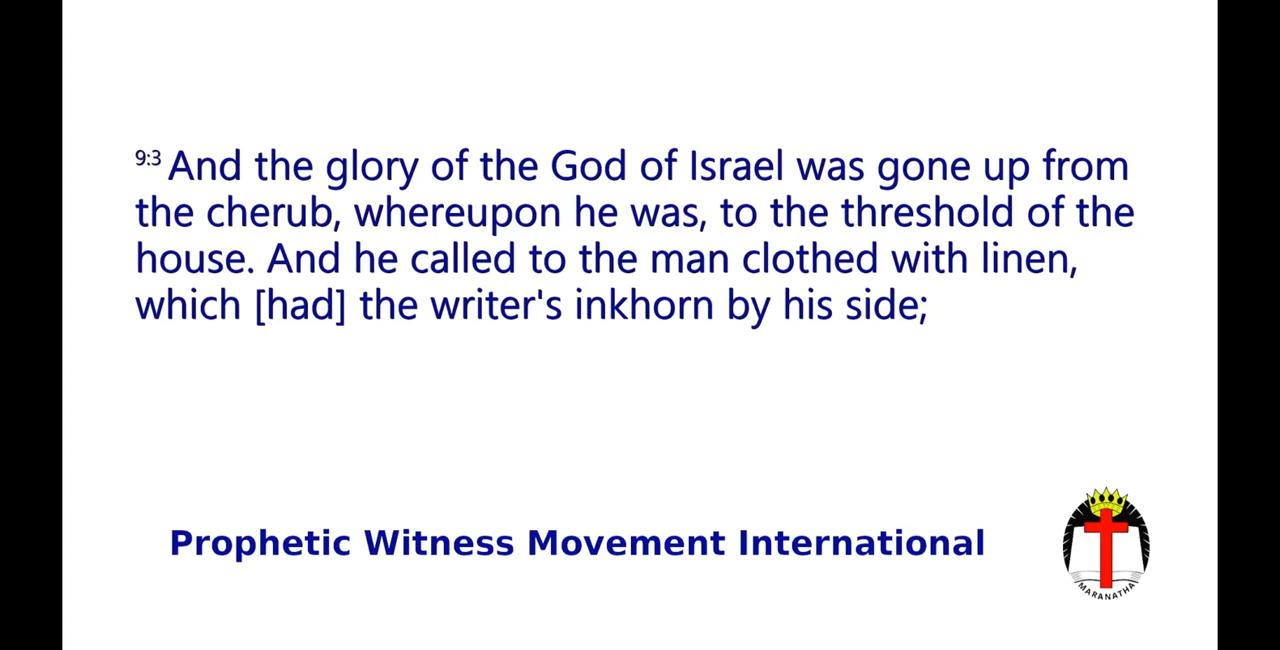 9:3 And the glory of the God of Israel was gone up from
the cherub, whereupon he was, to the threshold of the
house. And he called to the man clothed with linen,
which [had] the writer's inkhorn by his side;
Prophetic Witness Movement International
MARANATHA